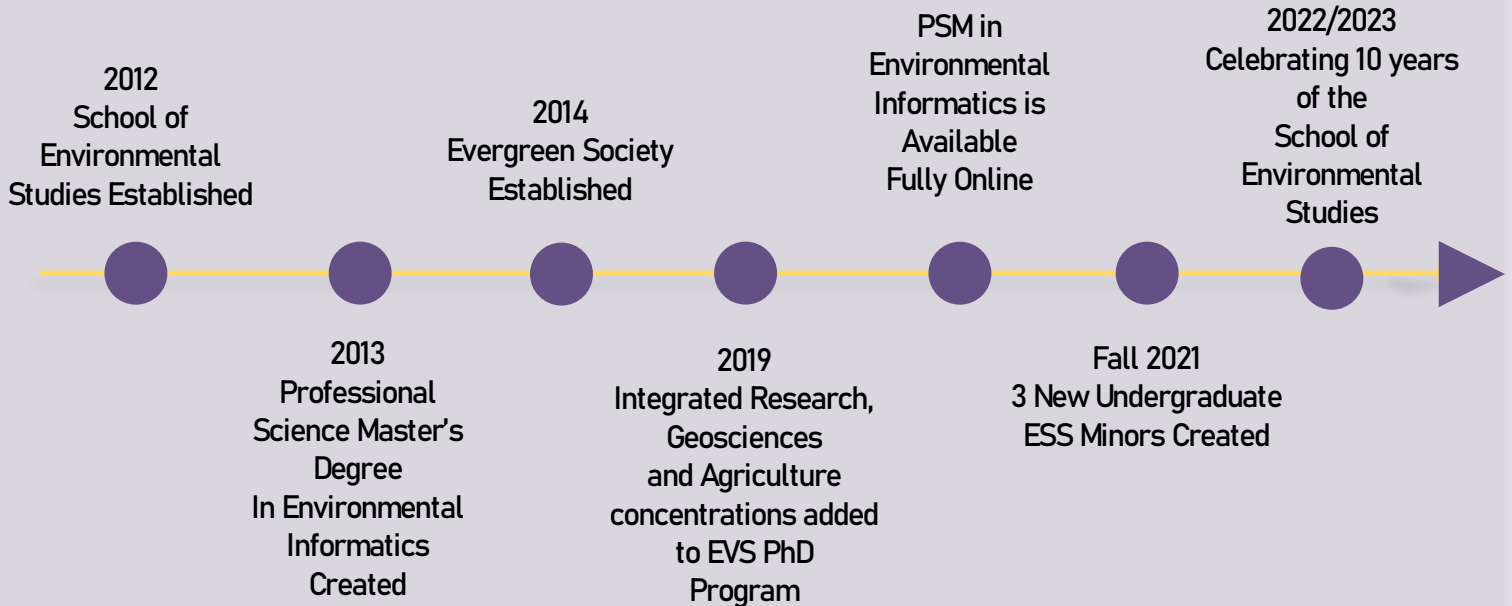 2012
School of
Environmental
Studies Established
2013
Professional
Science Master's
Degree
In Environmental
Informatics
Created
2014
Evergreen Society
Established
2019
Integrated Research,
Geosciences
and Agriculture
concentrations added
to EVS PhD
Program
PSM in
Environmental
Informatics is
Available
Fully Online
Fall 2021
3 New Undergraduate
ESS Minors Created
2022/2023
Celebrating 10 years
of the
School of
Environmental
Studies